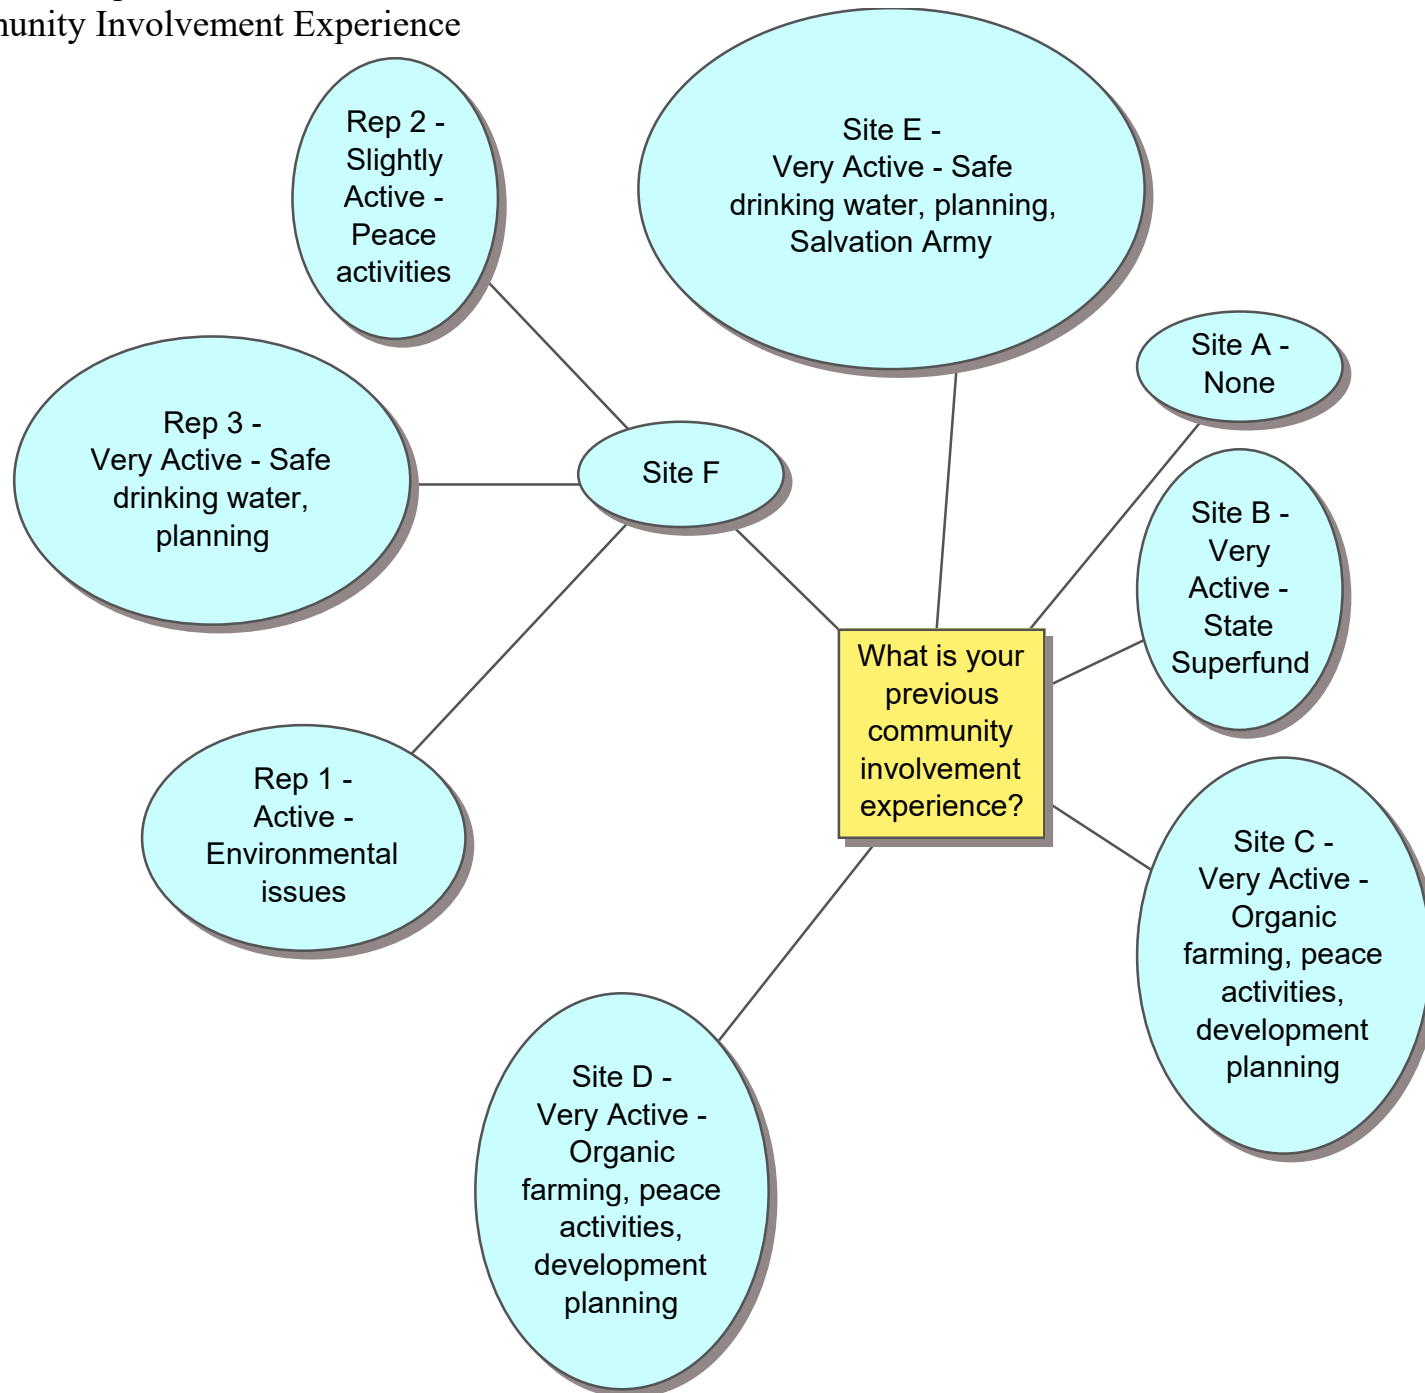 Involvement Experience
Rep 2 -
Slightly
Active -
Peace
activities
Site E -
Very Active - Safe
drinking water, planning,
Salvation Army
Site A -
None
Rep 3 -
Very Active - Safe
drinking water,
planning
Site F
Site B -
Very
Active -
State
Superfund
What is your
previous
community
involvement
experience?
Rep 1 -
Active -
Environmental
issues
Site C -
Very Active -
Organic
farming, peace
activities,
development
planning
Site D -
Very Active -
Organic
farming, peace
activities,
development
planning